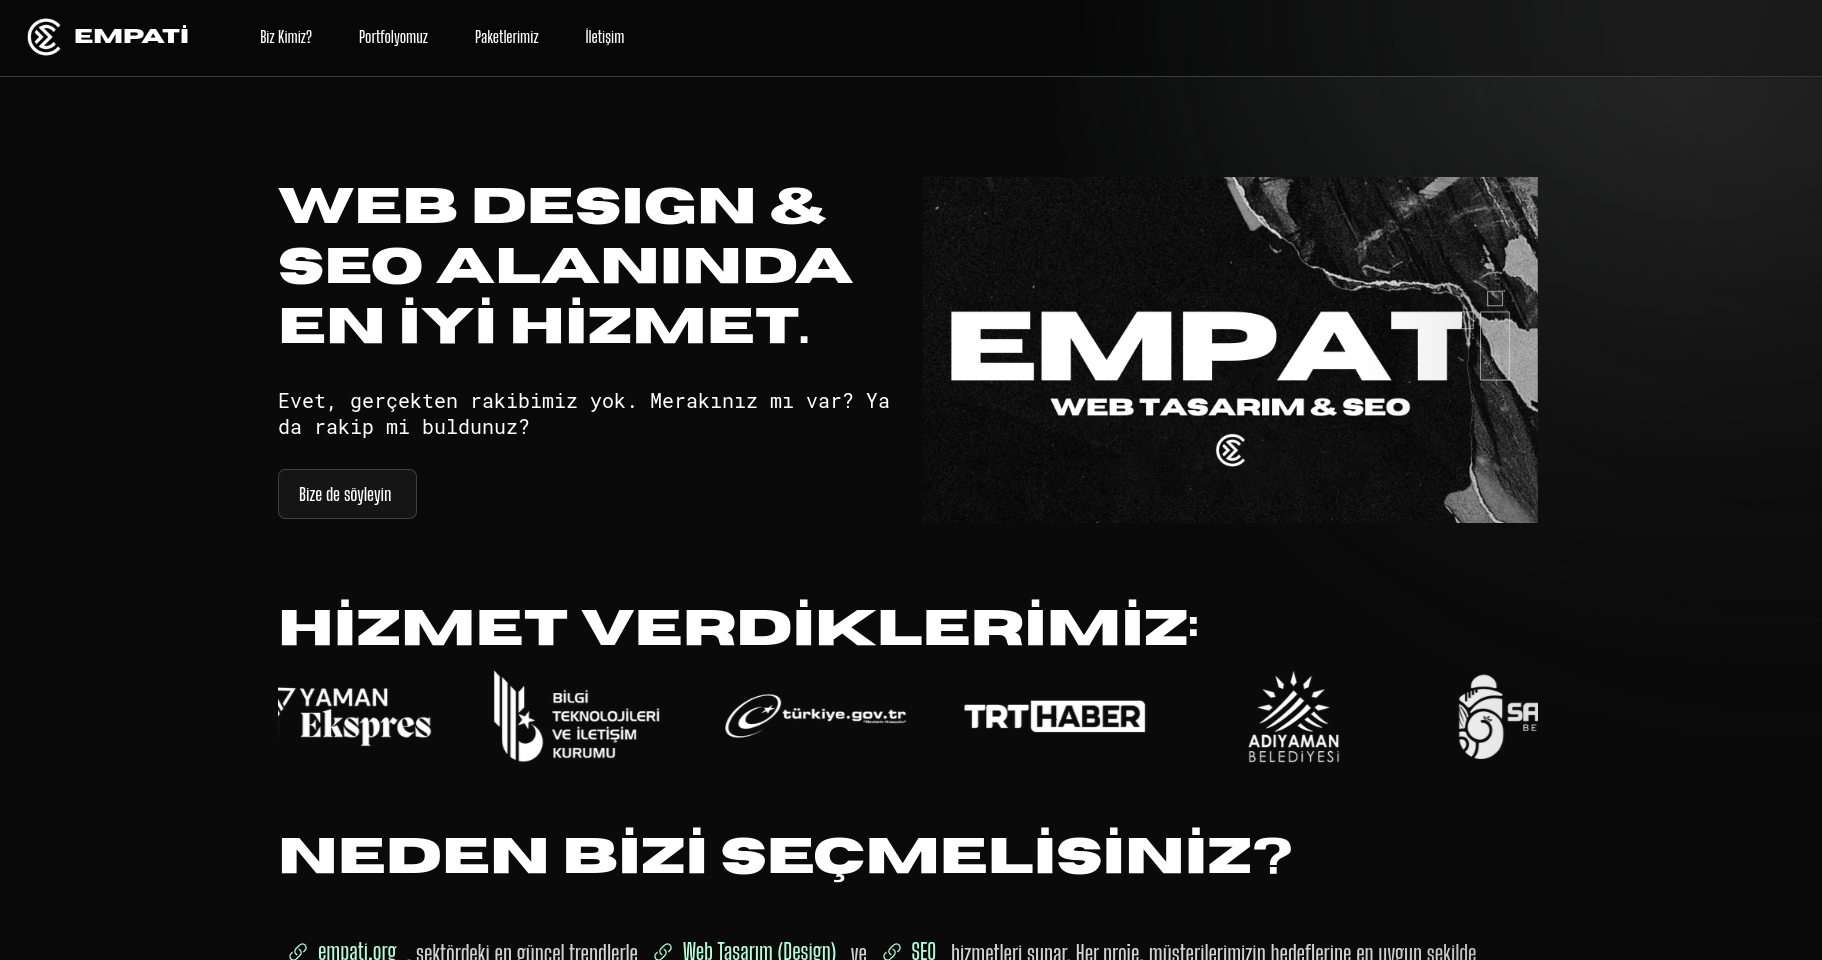 EMPATİ
Biz Kimiz? Portfolyomuz Paketlerimiz İletişim
WEB DESIGN &
SEO ALANINDA
EN İYİ HİZMET.
Evet, gerçekten rakibimiz yok. Merakınız mı var? Ya
da rakip mi buldunuz?
Bize de söyleyin
EMPAT
WEB TASARIM & SEO
HİZMET VERDİKLERİMİZ:
YAMAN
Ekspres
BİLGİ
TEKNOLOJİLERİ
VE İLETİŞİM
KURUMU
türkiye.gov.tr
TRT HABER
ADIYAMAN
BELEDİYESİ
SA
BE
NEDEN BİZİ SEÇMELİSİNİZ?
empati.org , sektördeki en güncel trendlerle Web Tasarım (Design) ve SEO hizmetleri sunar. Her proje, müşterilerimizin hedeflerine en uygun şekilde